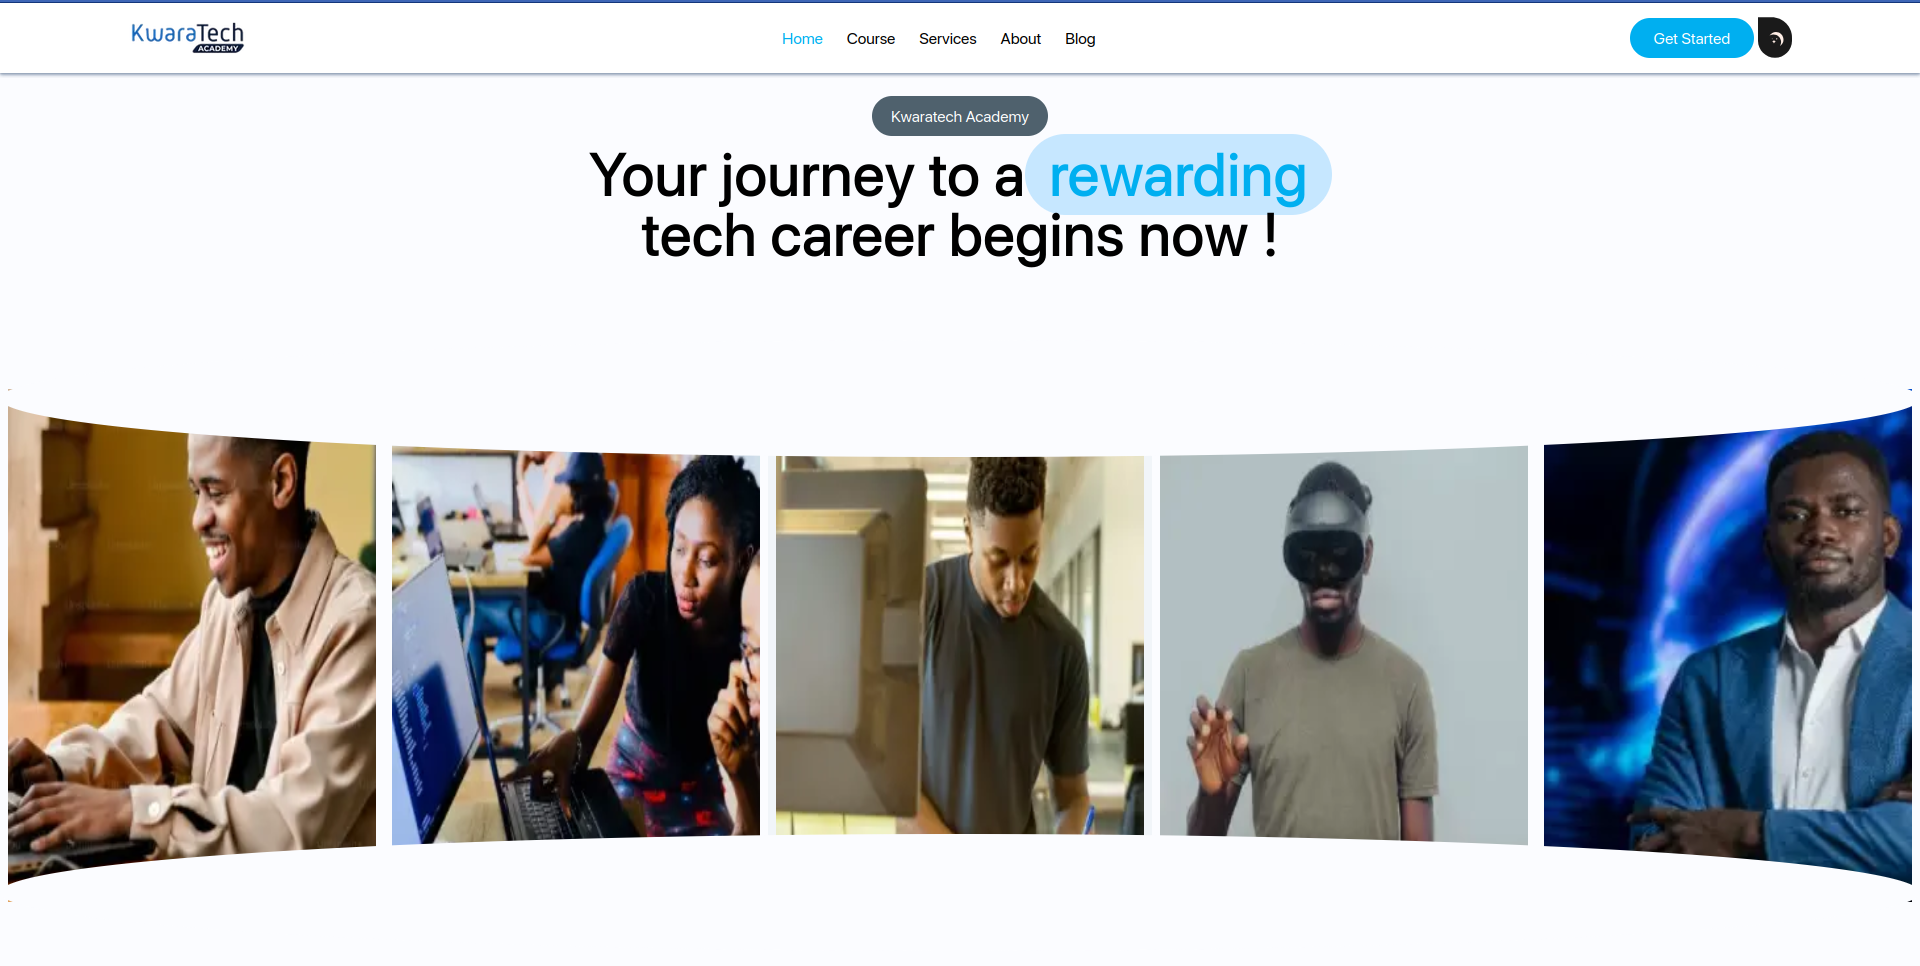 KwaraTech
ACADEMY
Home Course Services About Blog
Get Started
Kwaratech Academy
Your journey to a rewarding
tech career begins now !